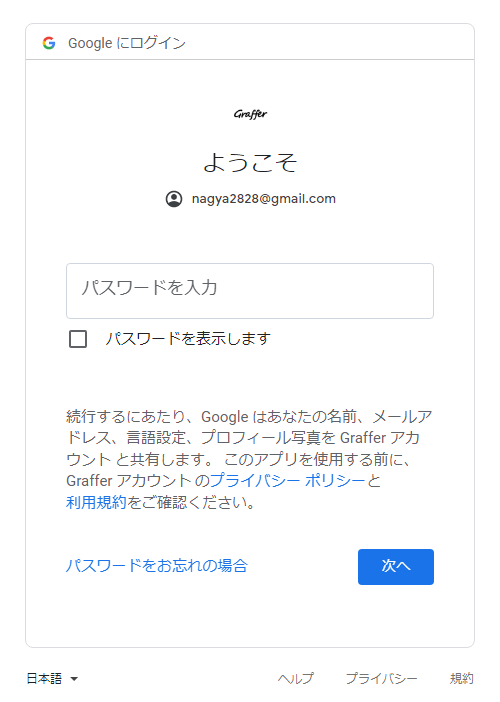 Google にログイン
Graffer
ようこそ
nagya2828@gmail.com
パスワードを入力
パスワードを表示します
続行するにあたり、Google はあなたの名前、メールア
ドレス、言語設定、プロフィール写真を Graffer アカ
ウント と共有します。 このアプリを使用する前に、
Graffer アカウント のプライバシー ポリシーと
利用規約をご確認ください。
パスワードをお忘れの場合
次へ
日本語
ヘルプ
プライバシー
規約